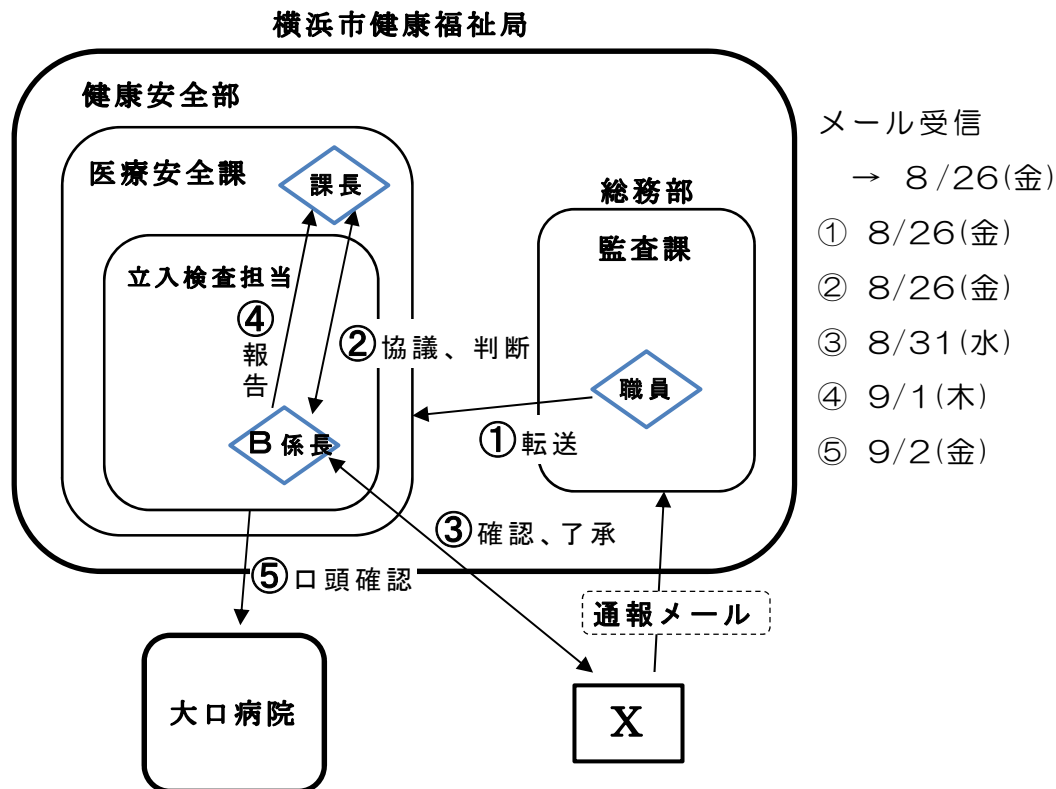 横浜市健康福祉局
健康安全部
医療安全課
課長
立入検査担当
④
報
告
②協議、判断
B係長
総務部
監査課
職員
①転送
③確認、了承
⑤口頭確認
通報メール
大口病院
X
メール受信
→ 8/26(金)
① 8/26(金)
② 8/26(金)
③ 8/31(水)
④ 9/1(木)
⑤ 9/2(金)